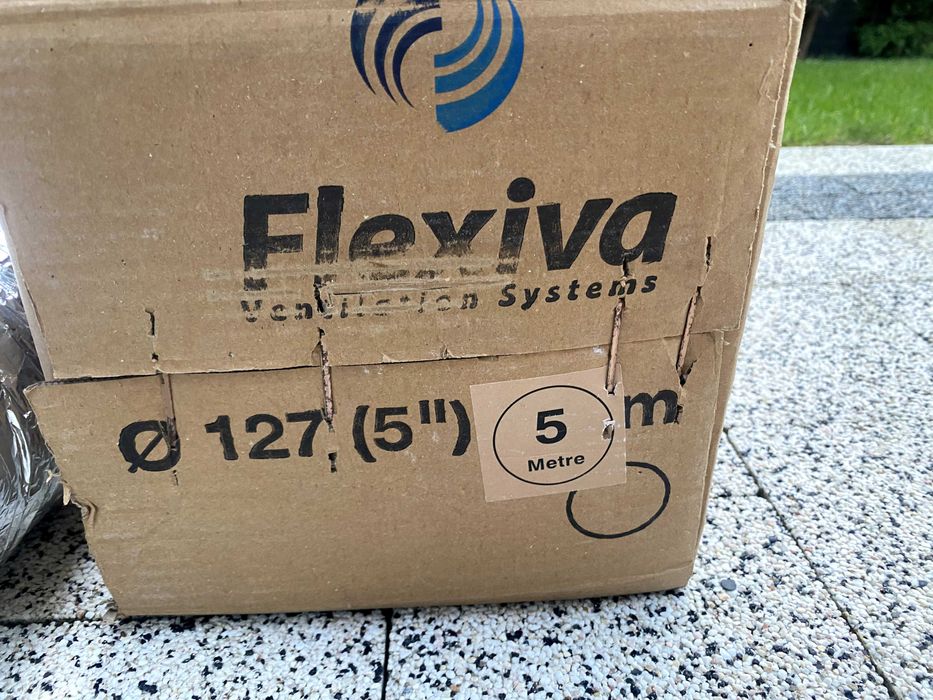 Flexiva
Ventilation Systems
Ø 127 (5")
5
Metre
m